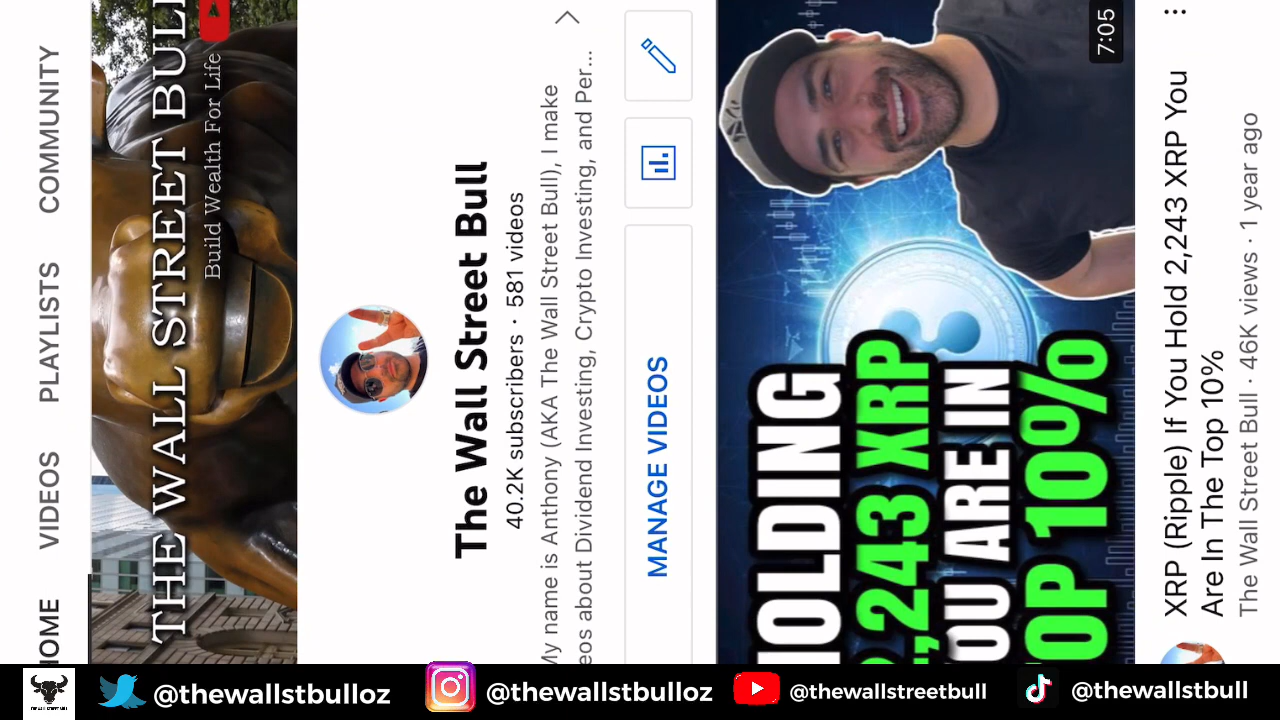 HOME VIDEOS PLAYLISTS COMMUNITY
THE WALL STREET BULL
Build Wealth For Life
The Wall Street Bull
40.2K subscribers · 581 videos
My name is Anthony (AKA The Wall Street Bull), I make
eos about Dividend Investing, Crypto Investing, and Per...
MANAGE VIDEOS
HOLDING
2,243 XRP
YOU ARE IN
TOP 10%
7:05
XRP (Ripple) If You Hold 2,243 XRP You
Are In The Top 10%
The Wall Street Bull · 46K views · 1 year ago
@thewallstbulloz @thewallstbulloz @thewallstreetbull @thewallstbull